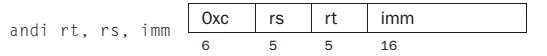 0xc rs rt imm
andi rt, rs, imm
6 5 5 16